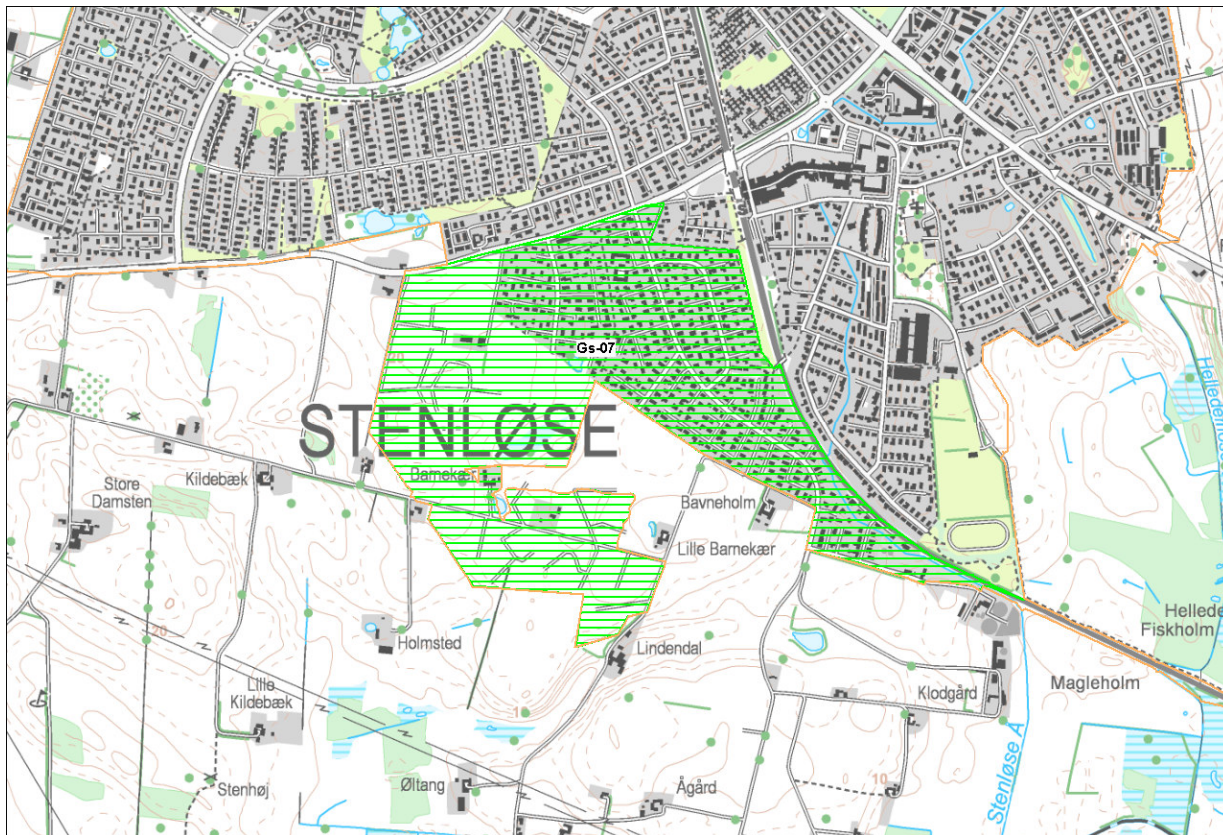 Gs-07
20
STENLØSE
Barnekær
Kildebæk
Store
Damsten
Bavneholm
Lille Barnekær
20
Holmsted
Lindendal
Hellede
Fiskholm
Magleholm
Klodgård
Lille
Kildebæk
Stenløse Å
Stenhøj
Øltang
Ågård
10